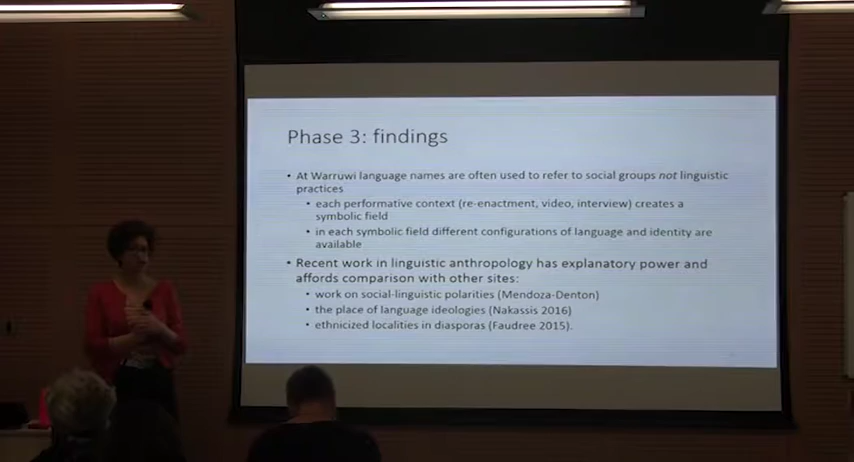 Phase 3: findings
• At Warruwi language names are often used to refer to social groups not linguistic
practices
• each performative context (re-enactment, video, interview) creates a
symbolic field
• in each symbolic field different configurations of language and identity are
available
• Recent work in linguistic anthropology has explanatory power and
affords comparison with other sites:
• work on social-linguistic polarities (Mendoza-Denton)
• the place of language ideologies (Nakassis 2016)
• ethnicized localities in diasporas (Faudree 2015).